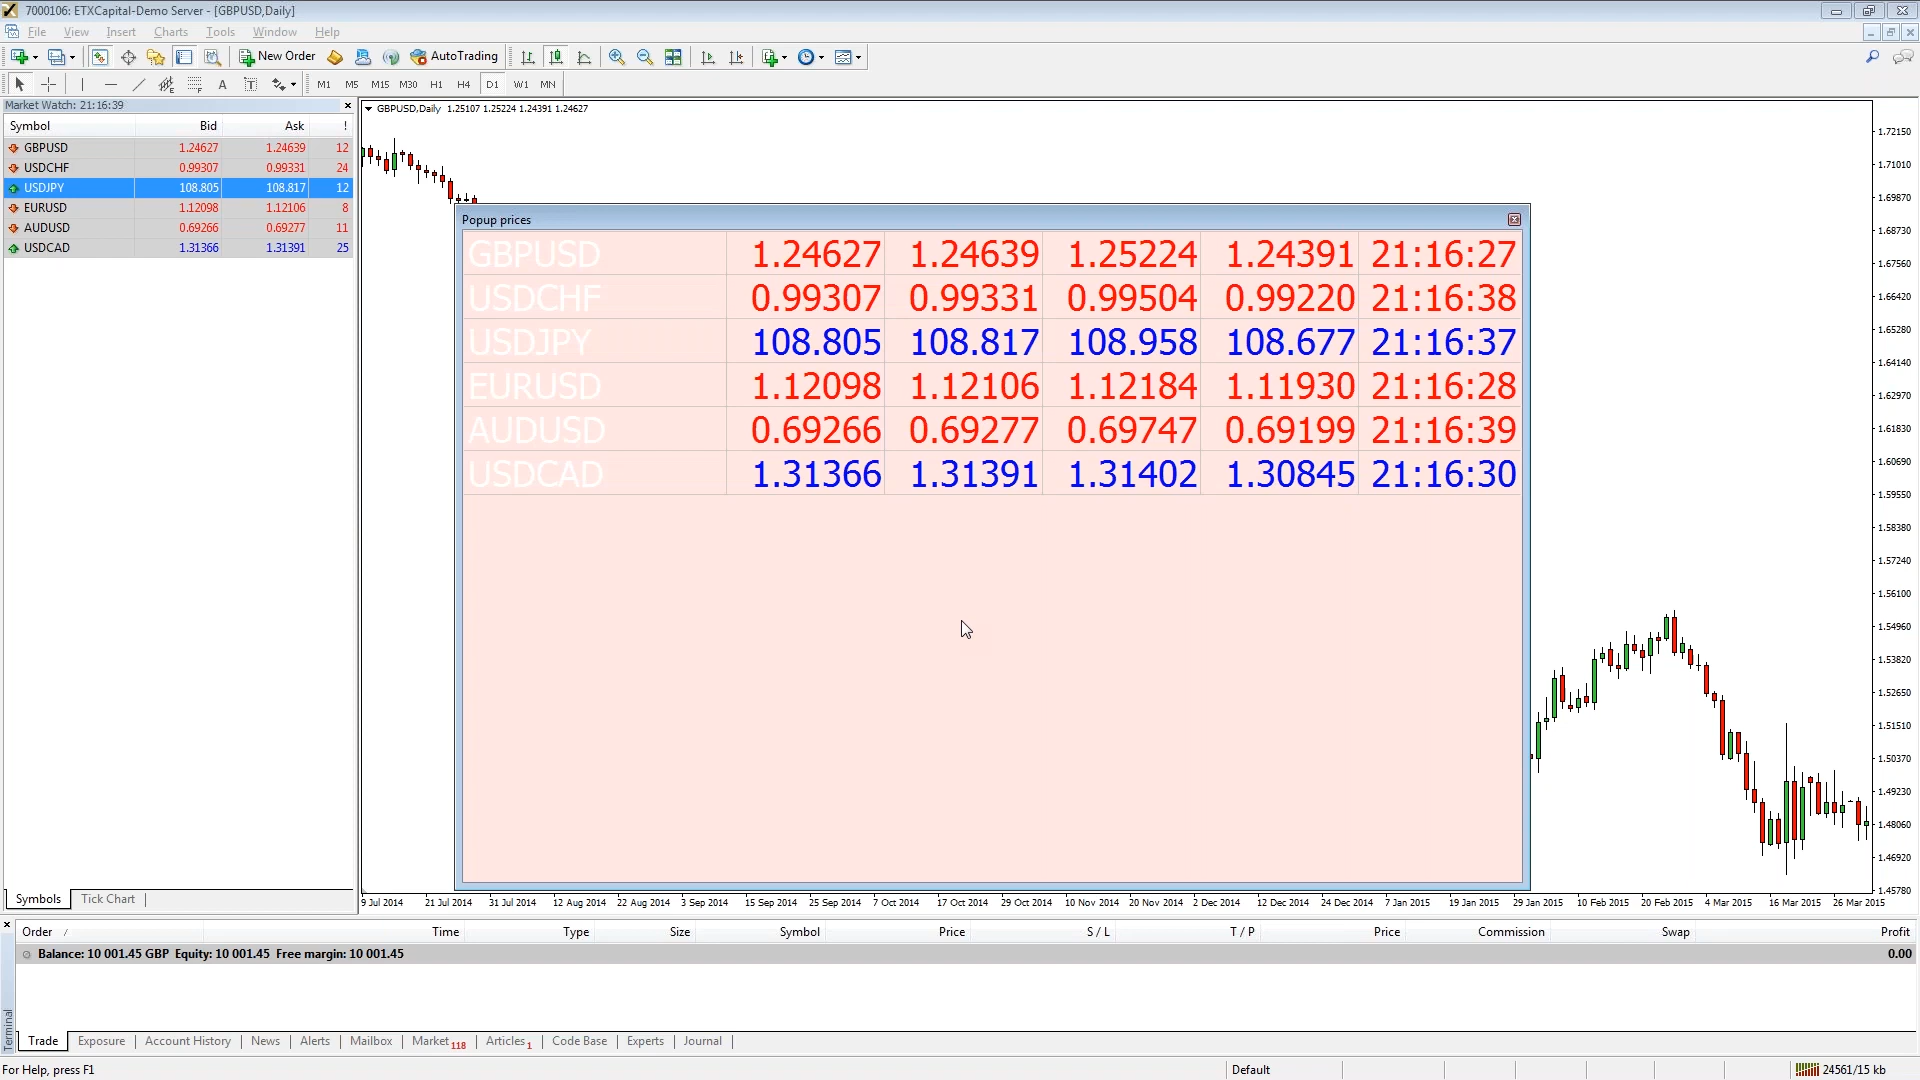 7000106: ETXCapital-Demo Server - [GBPUSD,Daily]
File View Insert Charts Tools Window Help
New Order AutoTrading
M1 M5 M15 M30 H1 H4 D1 W1 MN
Market Watch: 21:16:39
Symbol Bid Ask !
GBPUSD 1.24627 1.24639 12
USDCHF 0.99307 0.99331 24
USDJPY 108.805 108.817 12
EURUSD 1.12098 1.12106 8
AUDUSD 0.69266 0.69277 11
USDCAD 1.31366 1.31391 25
Symbols Tick Chart
GBPUSD,Daily 1.25107 1.25224 1.24391 1.24627
Popup prices
GBPUSD 1.24627 1.24639 1.25224 1.24391 21:16:27
USDCHF 0.99307 0.99331 0.99504 0.99220 21:16:38
USDJPY 108.805 108.817 108.958 108.677 21:16:37
EURUSD 1.12098 1.12106 1.12184 1.11930 21:16:28
AUDUSD 0.69266 0.69277 0.69747 0.69199 21:16:39
USDCAD 1.31366 1.31391 1.31402 1.30845 21:16:30
1.72150
1.71010
1.69870
1.68730
1.67560
1.66420
1.65280
1.64140
1.62970
1.61830
1.60690
1.59550
1.58380
1.57240
1.56100
1.54960
1.53820
1.52650
1.51510
1.50370
1.49230
1.48060
1.46920
1.45780
9 Jul 2014 21 Jul 2014 31 Jul 2014 12 Aug 2014 22 Aug 2014 3 Sep 2014 15 Sep 2014 25 Sep 2014 7 Oct 2014 17 Oct 2014 29 Oct 2014 10 Nov 2014 20 Nov 2014 2 Dec 2014 12 Dec 2014 24 Dec 2014 7 Jan 2015 19 Jan 2015 29 Jan 2015 10 Feb 2015 20 Feb 2015 4 Mar 2015 16 Mar 2015 26 Mar 2015
Order / Time Type Size Symbol Price S / L T / P Price Commission Swap Profit
Balance: 10 001.45 GBP Equity: 10 001.45 Free margin: 10 001.45 0.00
Terminal
Trade Exposure Account History News Alerts Mailbox Market 118 Articles 1 Code Base Experts Journal
For Help, press F1 Default 24561/15 kb